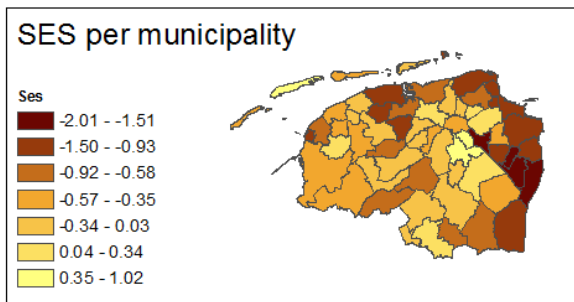 SES per municipality
Ses
-2.01 - -1.51
-1.50 - -0.93
-0.92 - -0.58
-0.57 - -0.35
-0.34 - 0.03
0.04 - 0.34
0.35 - 1.02